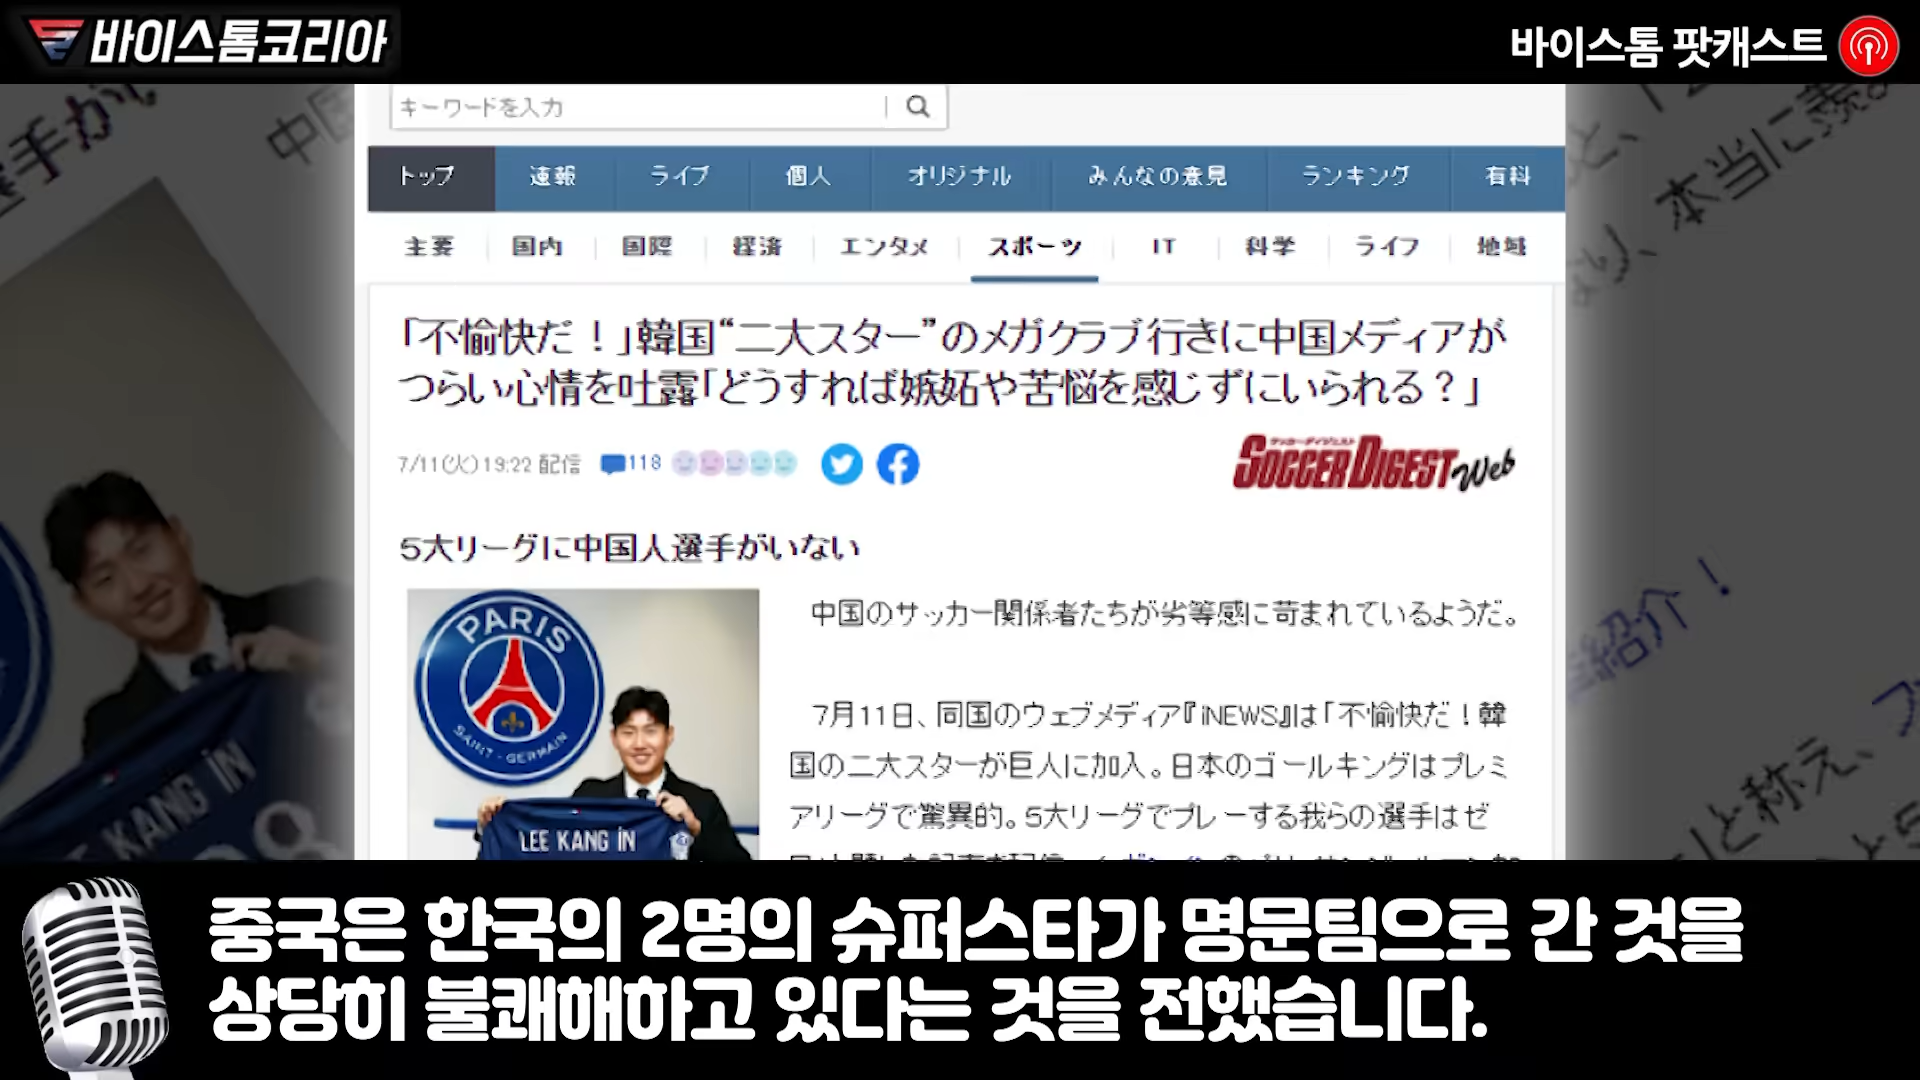 바이스톰코리아
바이스톰 팟캐스트
キーワードを入力
トップ 速報 ライブ 個人 オリジナル みんなの意見 ランキング 有料
主要 国内 国際 経済 エンタメ スポーツ IT 科学 ライフ 地域
「不愉快だ！」韓国“二大スター”のメガクラブ行きに中国メディアが
つらい心情を吐露「どうすれば嫉妬や苦悩を感じずにいられる？」
7/11(火) 19:22 配信 118
サッカーダイジェスト
SOCCER DIGEST Web
5大リーグに中国人選手がいない
PARIS
SAINT-GERMAIN
LEE KANG IN
中国のサッカー関係者たちが劣等感に苛まれているようだ。
7月11日、同国のウェブメディア『iNEWS』は「不愉快だ！韓
国の二大スターが巨人に加入。日本のゴールキングはプレミ
アリーグで驚異的。5大リーグでプレーする我らの選手はゼ
중국은 한국의 2명의 슈퍼스타가 명문팀으로 간 것을
상당히 불쾌해하고 있다는 것을 전했습니다.